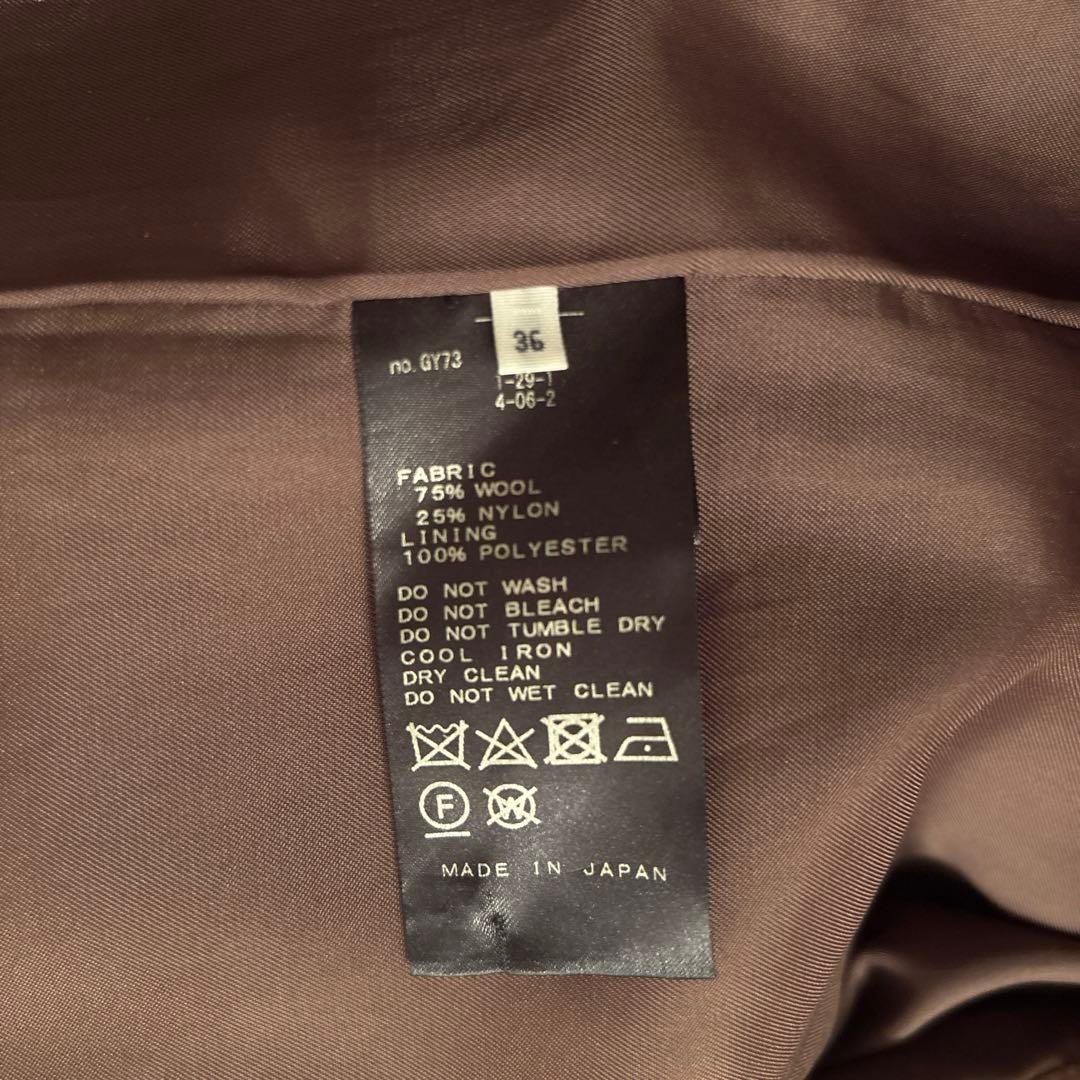 36
no. GY73
1-29-1
4-06-2
FABRIC
75% WOOL
25% NYLON
LINING
100% POLYESTER
DO NOT WASH
DO NOT BLEACH
DO NOT TUMBLE DRY
COOL IRON
DRY CLEAN
DO NOT WET CLEAN
F W
MADE IN JAPAN